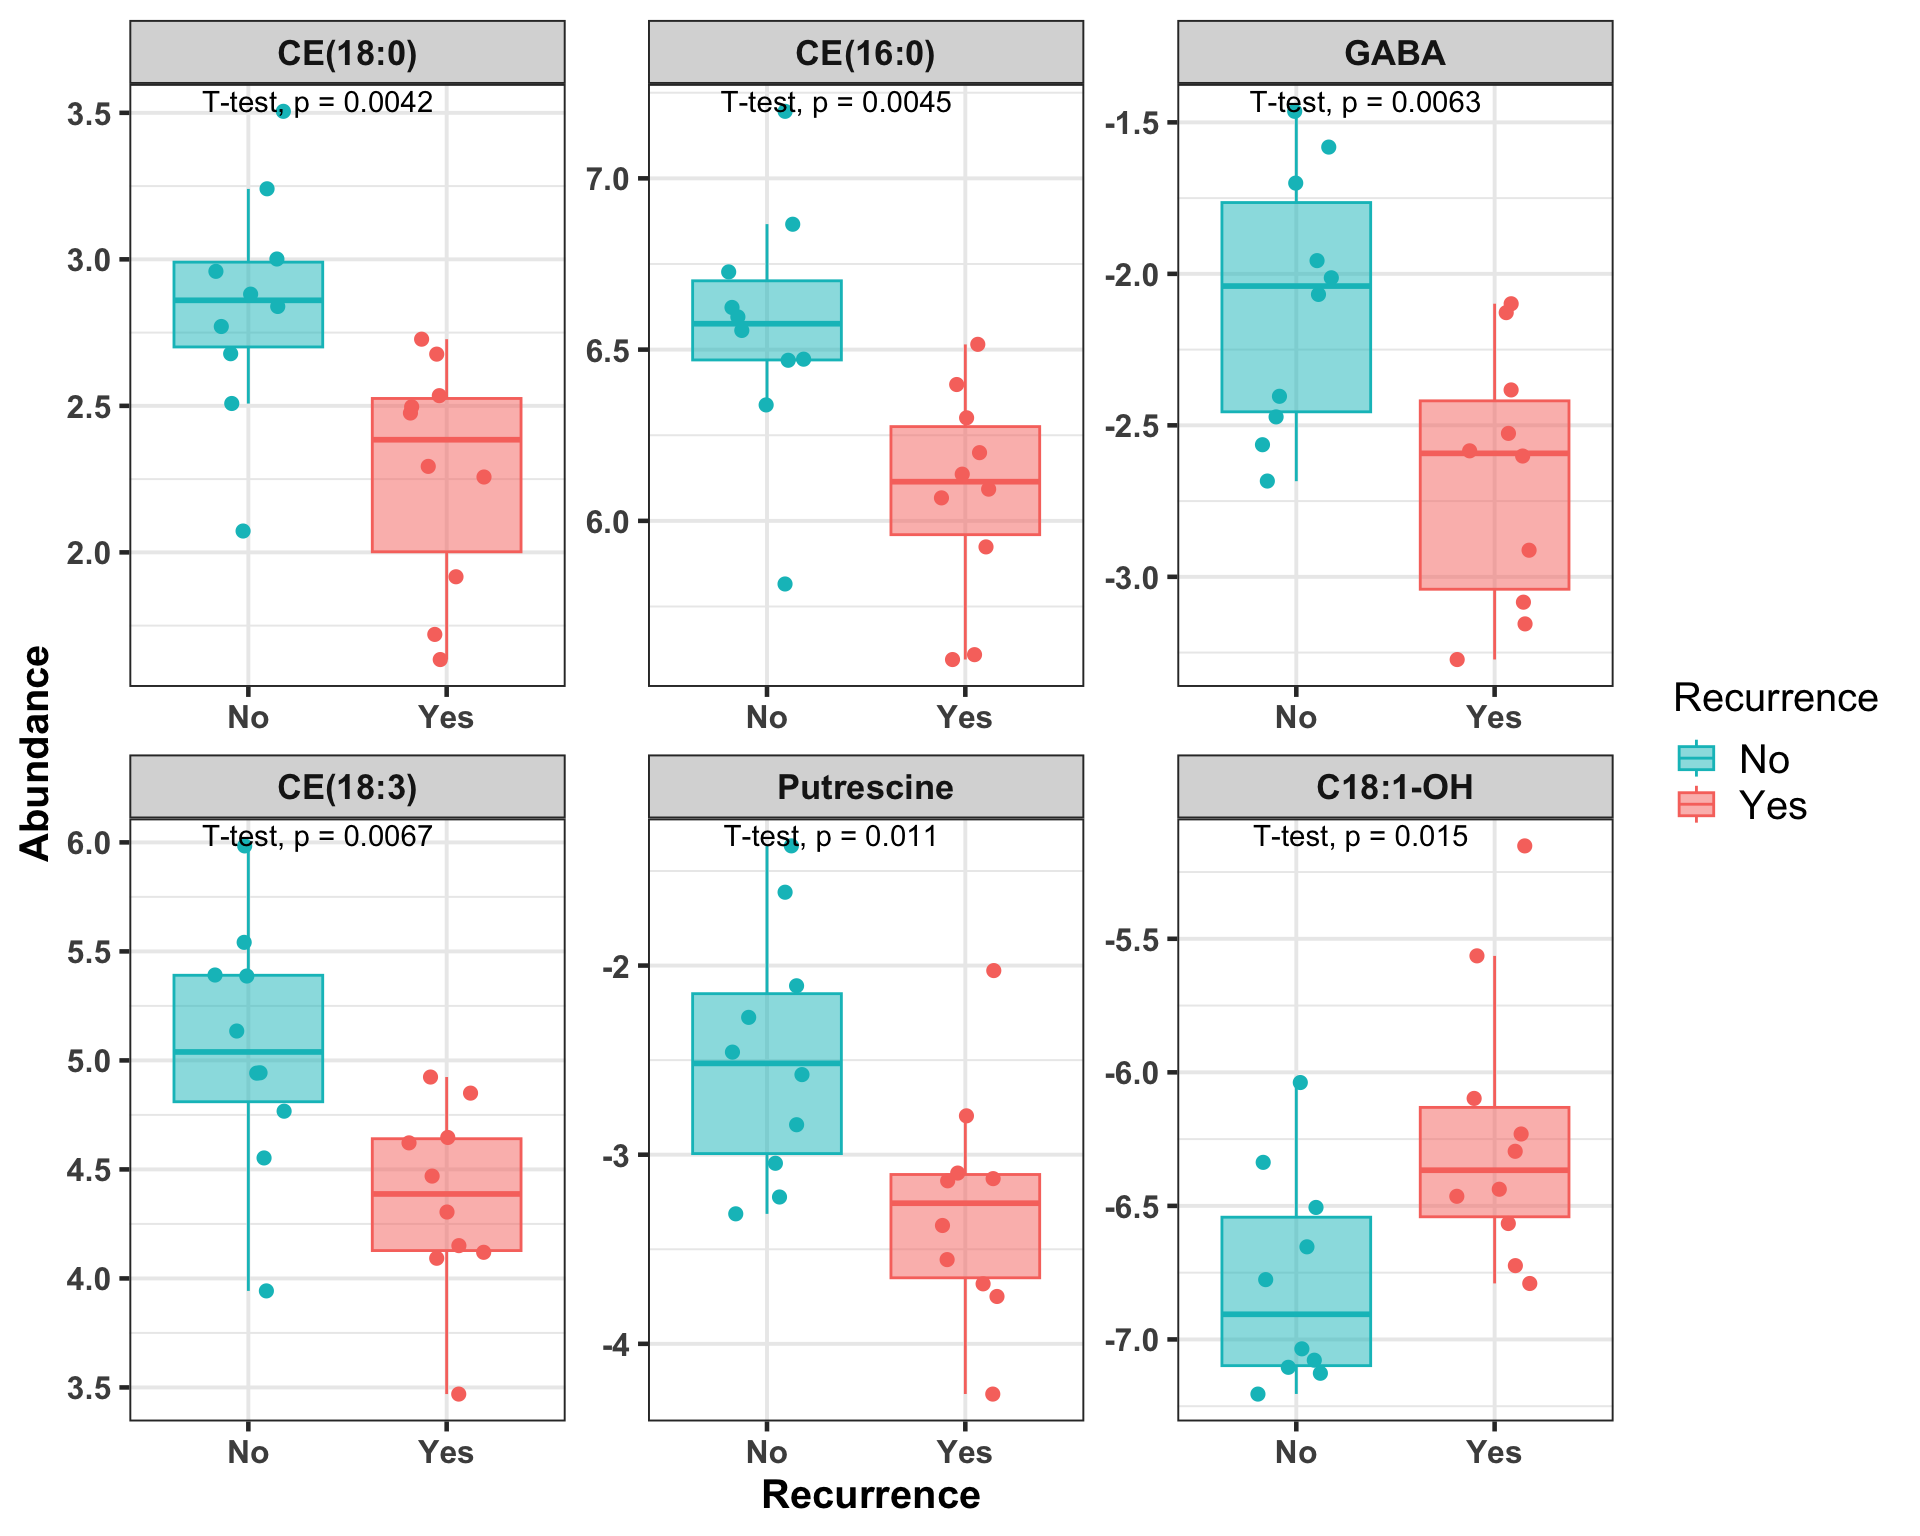 CE(18:0)
CE(16:0)
GABA
T-test, p = 0.0042
T-test, p = 0.0045
T-test, p = 0.0063
3.5
3.0
2.5
2.0
7.0
6.5
6.0
-1.5
-2.0
-2.5
-3.0
No
Yes
No
Yes
No
Yes
CE(18:3)
Putrescine
C18:1-OH
T-test, p = 0.0067
T-test, p = 0.011
T-test, p = 0.015
6.0
5.5
5.0
4.5
4.0
3.5
-2
-3
-4
-5.5
-6.0
-6.5
-7.0
No
Yes
No
Yes
No
Yes
Abundance
Recurrence
Recurrence
No
Yes